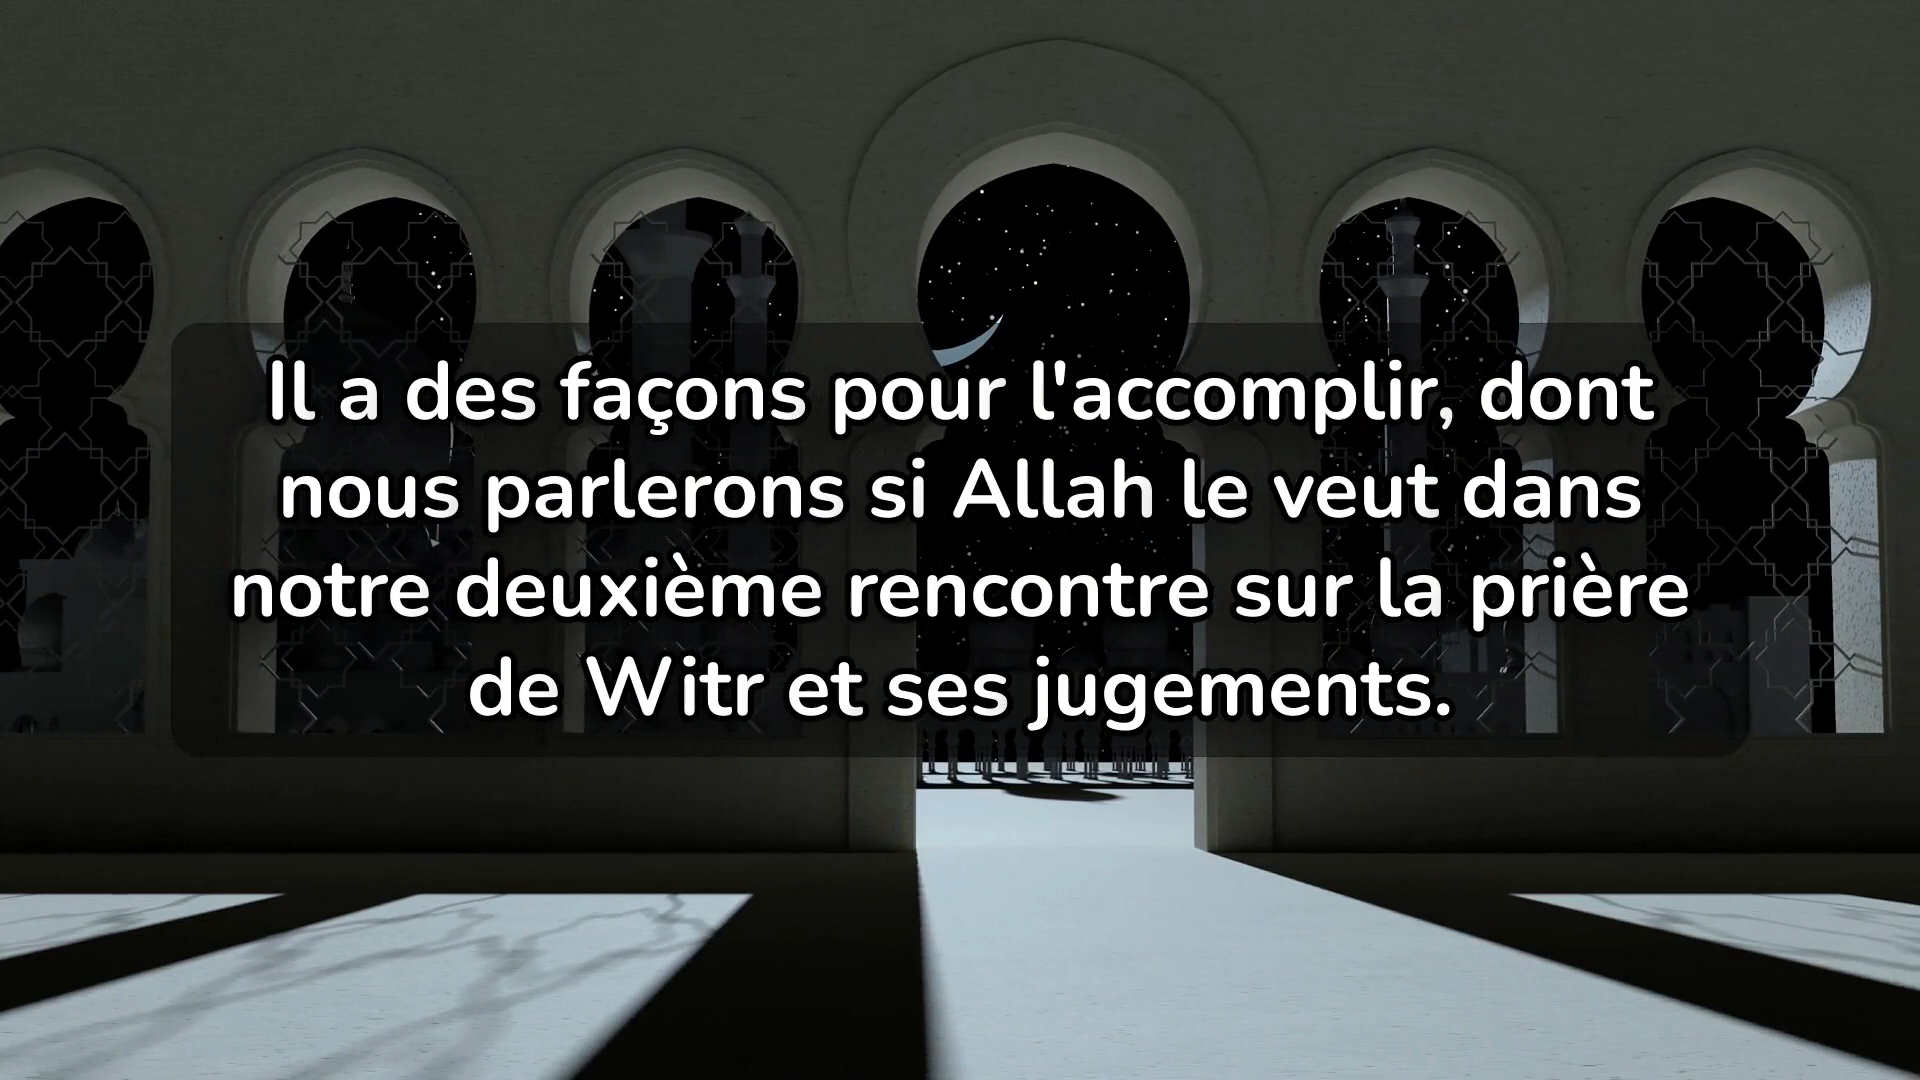 Il a des façons pour l'accomplir, dont
nous parlerons si Allah le veut dans
notre deuxième rencontre sur la prière
de Witr et ses jugements.